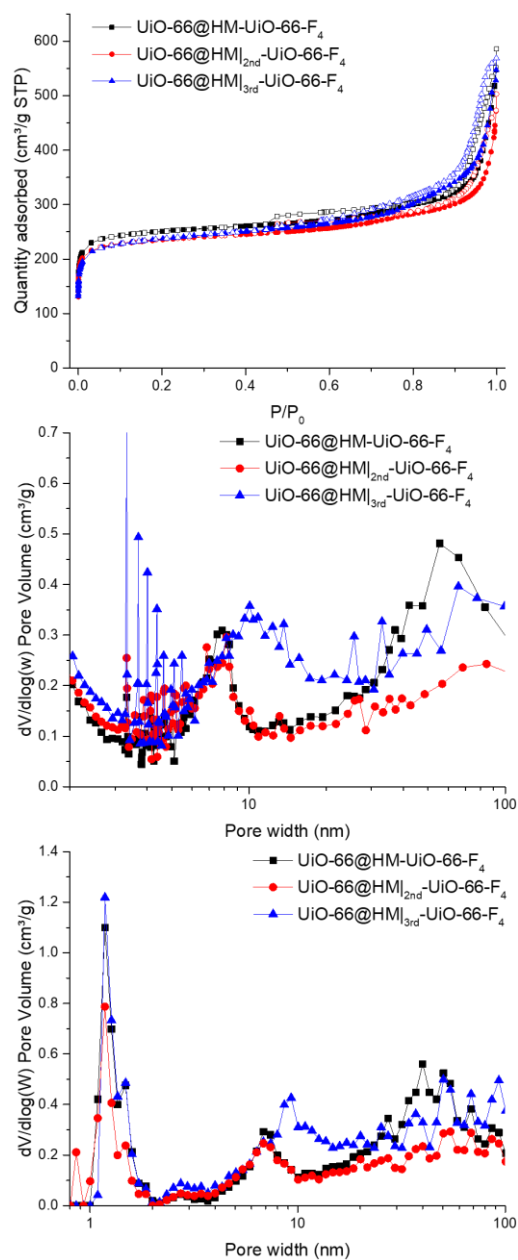 UiO-66@HM-UiO-66-F4
UiO-66@HM|2nd-UiO-66-F4
UiO-66@HM|3rd-UiO-66-F4
Quantity adsorbed (cm³/g STP)
600
500
400
300
200
100
0
0.0 0.2 0.4 0.6 0.8 1.0
P/P0
UiO-66@HM-UiO-66-F4
UiO-66@HM|2nd-UiO-66-F4
UiO-66@HM|3rd-UiO-66-F4
dV/dlog(w) Pore Volume (cm³/g)
0.7
0.6
0.5
0.4
0.3
0.2
0.1
0.0
10 100
Pore width (nm)
UiO-66@HM-UiO-66-F4
UiO-66@HM|2nd-UiO-66-F4
UiO-66@HM|3rd-UiO-66-F4
dV/dlog(W) Pore Volume (cm³/g)
1.4
1.2
1.0
0.8
0.6
0.4
0.2
0.0
1 10 100
Pore width (nm)